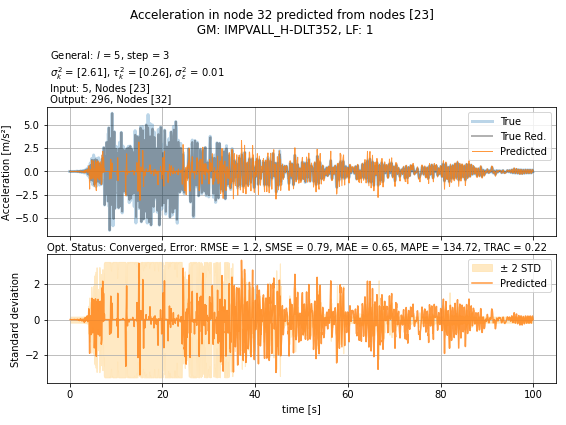 Acceleration in node 32 predicted from nodes [23]
GM: IMPVALL_H-DLT352, LF: 1
General: l = 5, step = 3
σ²ₖ = [2.61], τ²ₖ = [0.26], σ²ε = 0.01
Input: 5, Nodes [23]
Output: 296, Nodes [32]
Acceleration [m/s²]
5.0
2.5
0.0
−2.5
−5.0
True
True Red.
Predicted
Opt. Status: Converged, Error: RMSE = 1.2, SMSE = 0.79, MAE = 0.65, MAPE = 134.72, TRAC = 0.22
Standard deviation
2
0
−2
± 2 STD
Predicted
0 20 40 60 80 100
time [s]